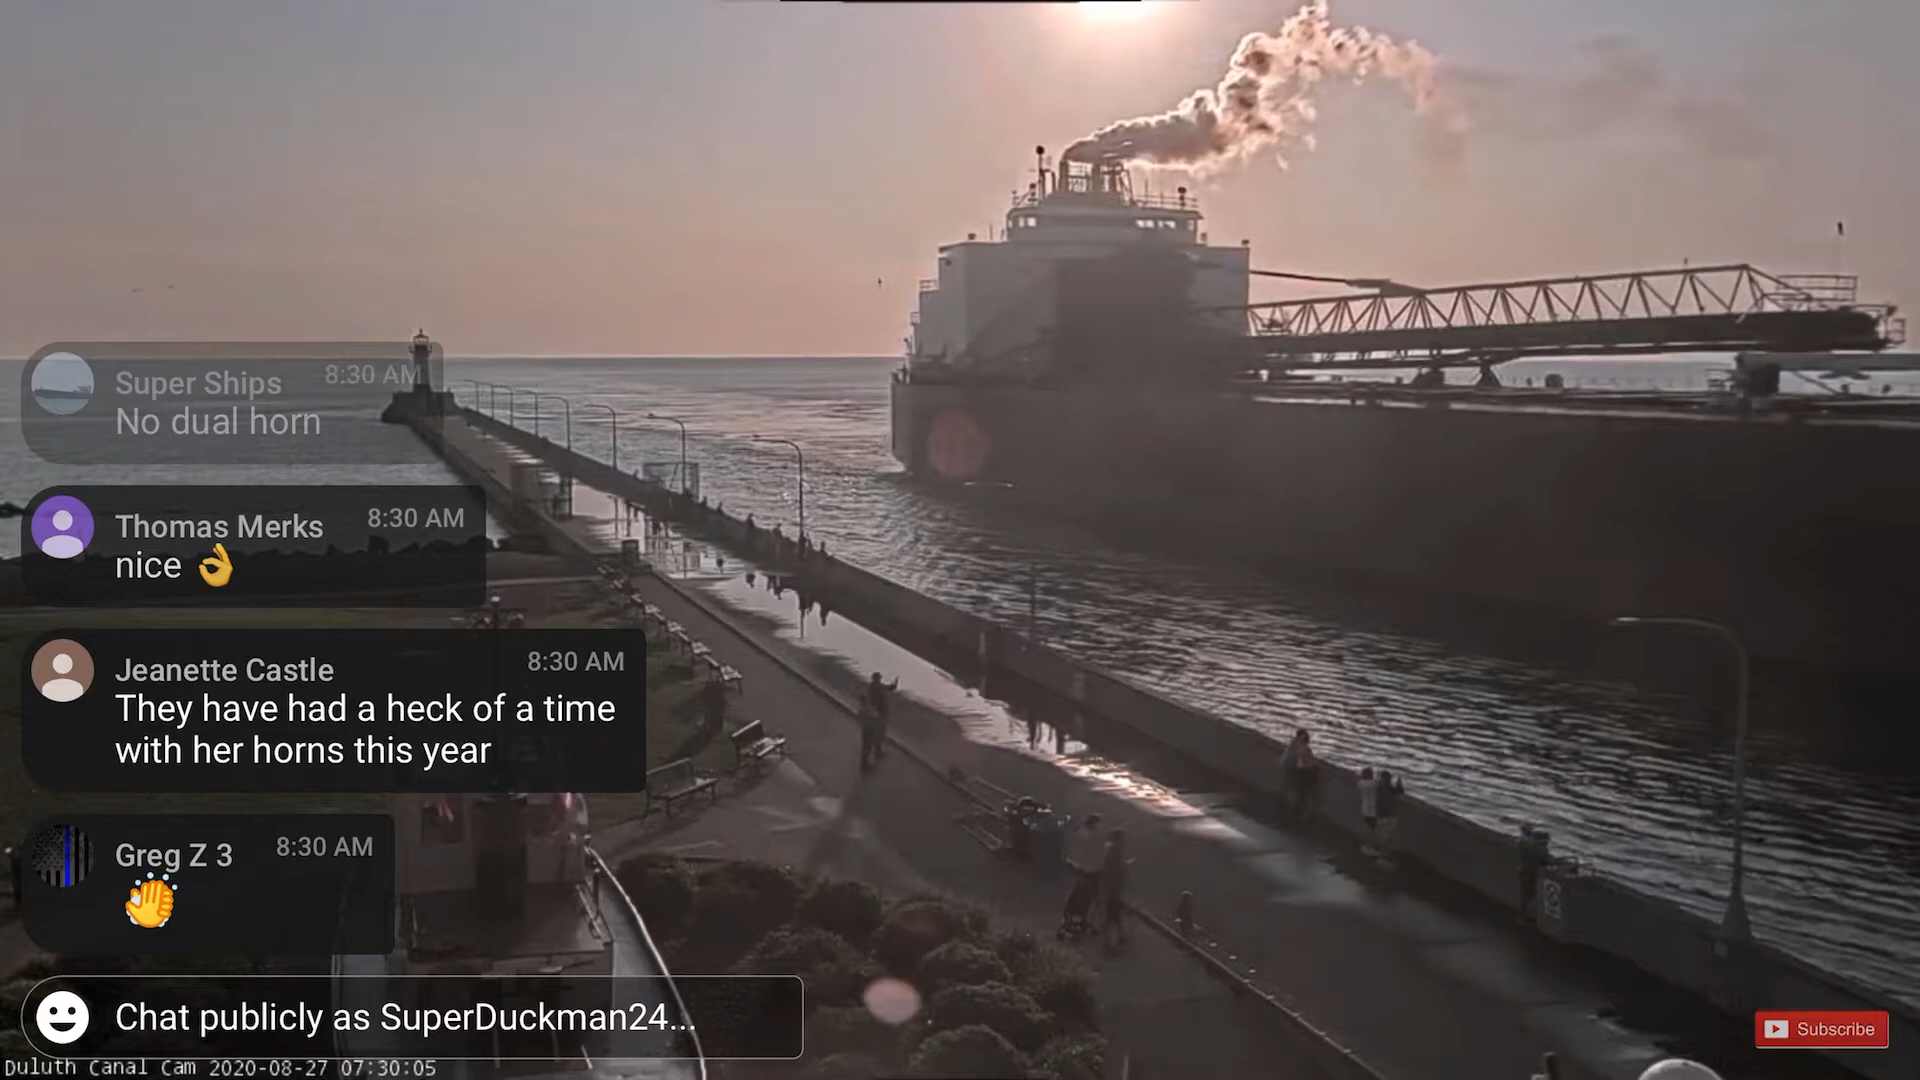 Super Ships 8:30 AM
No dual horn
Thomas Merks 8:30 AM
nice 👌
Jeanette Castle 8:30 AM
They have had a heck of a time
with her horns this year
Greg Z 3 8:30 AM
👏
Chat publicly as SuperDuckman24...
Subscribe
Duluth Canal Cam 2020-08-27 07:30:05